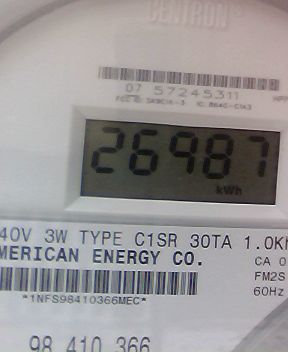 CENTRON®
07 57245311
26987
kWh
40V 3W TYPE C1SR 30TA 1.0Kh
MERICAN ENERGY CO.
CA 0
FM2S
60Hz
*1NFS98410366MEC*
98 410 366